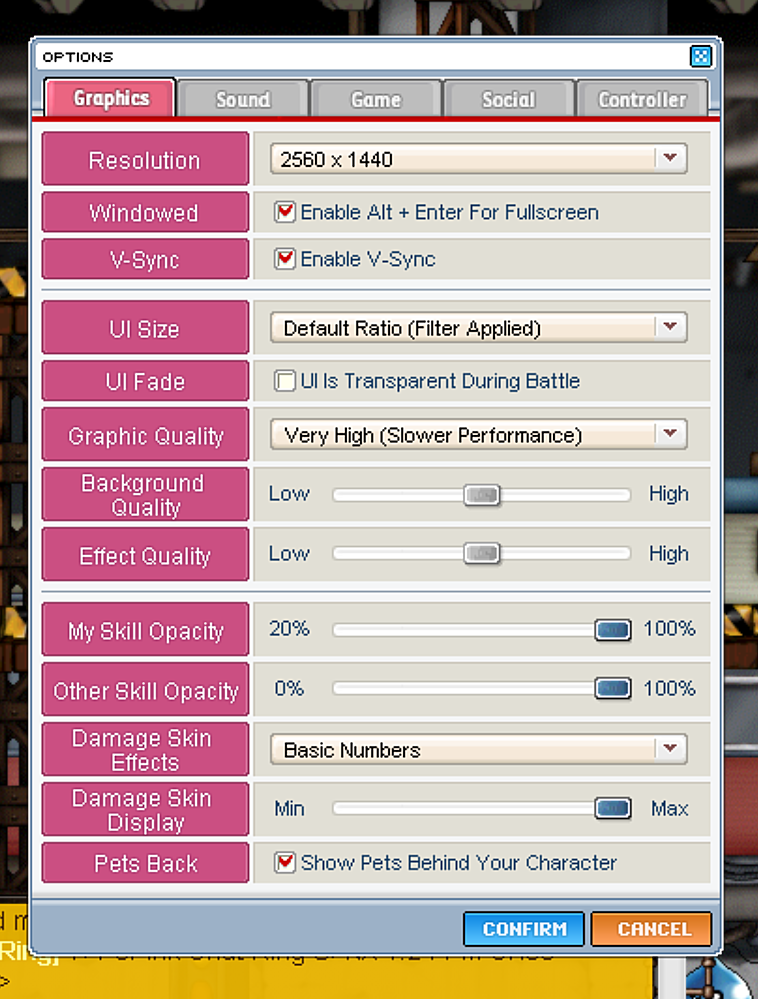 OPTIONS
Graphics Sound Game Social Controller
Resolution 2560 x 1440
Windowed Enable Alt + Enter For Fullscreen
V-Sync Enable V-Sync
UI Size Default Ratio (Filter Applied)
UI Fade UI Is Transparent During Battle
Graphic Quality Very High (Slower Performance)
Background
Quality
Low High
Effect Quality Low High
My Skill Opacity 20% 100%
Other Skill Opacity 0% 100%
Damage Skin
Effects
Basic Numbers
Damage Skin
Display
Min Max
Pets Back Show Pets Behind Your Character
CONFIRM CANCEL
Ring]
>